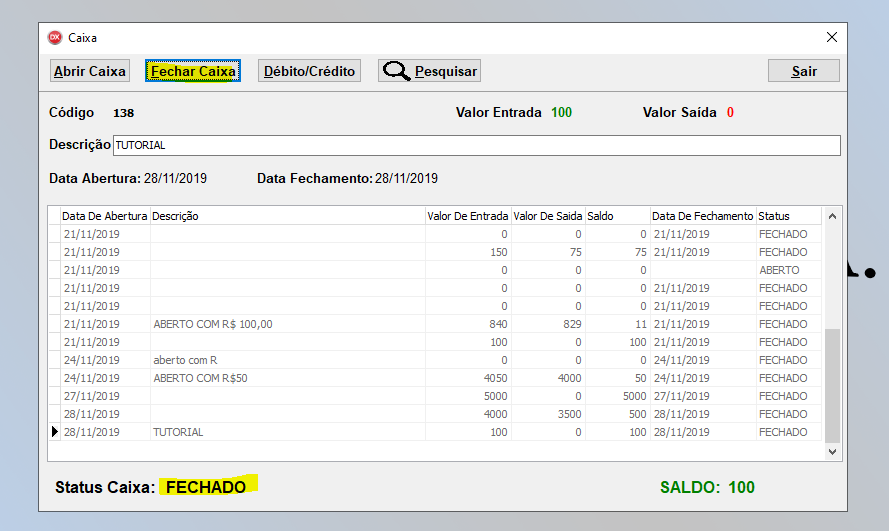 DX Caixa
Abrir Caixa Fechar Caixa Débito/Crédito Pesquisar Sair
Código 138 Valor Entrada 100 Valor Saída 0
Descrição TUTORIAL
Data Abertura: 28/11/2019 Data Fechamento: 28/11/2019
Data De Abertura Descrição Valor De Entrada Valor De Saida Saldo Data De Fechamento Status
21/11/2019 0 0 0 21/11/2019 FECHADO
21/11/2019 150 75 75 21/11/2019 FECHADO
21/11/2019 0 0 0 ABERTO
21/11/2019 0 0 0 21/11/2019 FECHADO
21/11/2019 0 0 0 21/11/2019 FECHADO
21/11/2019 ABERTO COM R$ 100,00 840 829 11 21/11/2019 FECHADO
21/11/2019 100 0 100 21/11/2019 FECHADO
24/11/2019 aberto com R 0 0 0 24/11/2019 FECHADO
24/11/2019 ABERTO COM R$50 4050 4000 50 24/11/2019 FECHADO
27/11/2019 5000 0 5000 27/11/2019 FECHADO
28/11/2019 4000 3500 500 28/11/2019 FECHADO
28/11/2019 TUTORIAL 100 0 100 28/11/2019 FECHADO
Status Caixa: FECHADO SALDO: 100